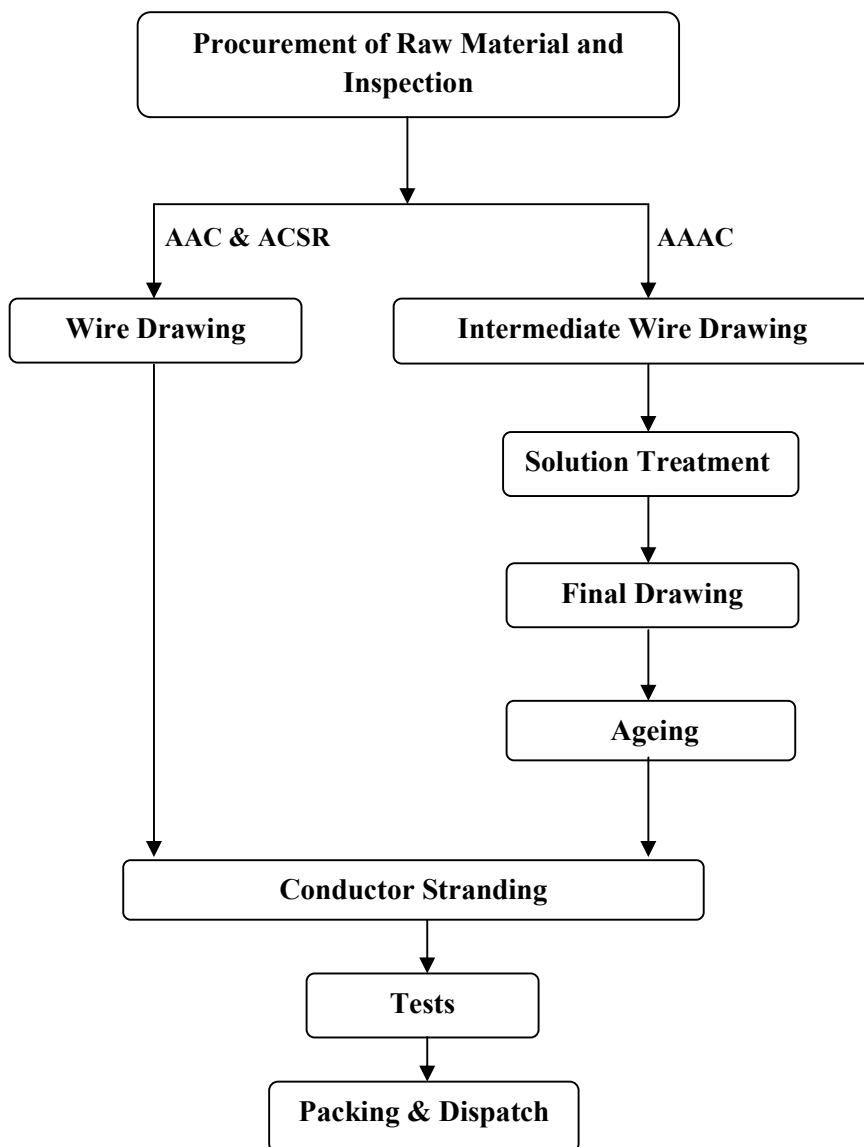 Procurement of Raw Material and
Inspection
AAC & ACSR
AAAC
Wire Drawing
Intermediate Wire Drawing
Solution Treatment
Final Drawing
Ageing
Conductor Stranding
Tests
Packing & Dispatch